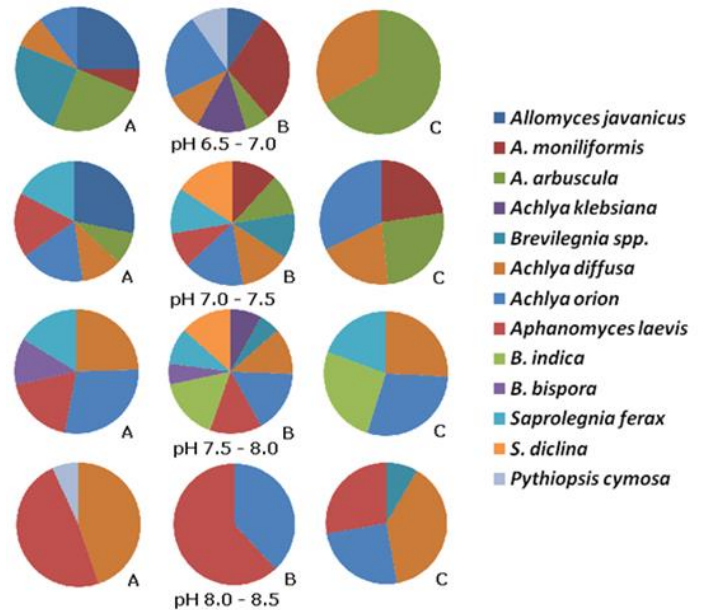 A
B
C
pH 6.5 - 7.0
A
B
C
pH 7.0 - 7.5
A
B
C
pH 7.5 - 8.0
A
B
C
pH 8.0 - 8.5
Allomyces javanicus
A. moniliformis
A. arbuscula
Achlya klebsiana
Brevilegnia spp.
Achlya diffusa
Achlya orion
Aphanomyces laevis
B. indica
B. bispora
Saprolegnia ferax
S. diclina
Pythiopsis cymosa